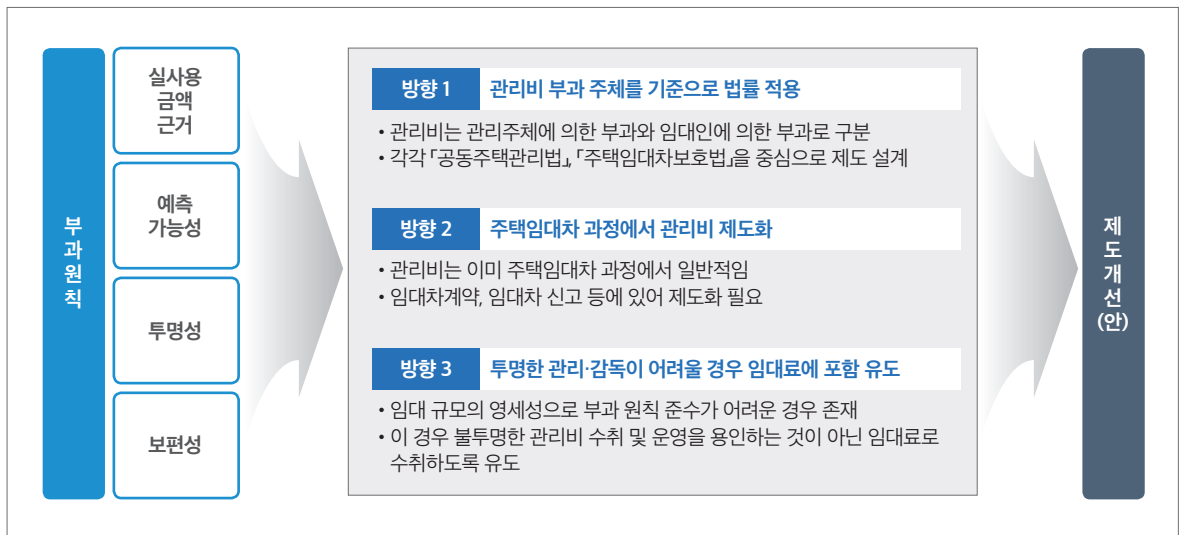 부과원칙
실사용
금액
근거
예측
가능성
투명성
보편성
방향 1 관리비 부과 주체를 기준으로 법률 적용
• 관리비는 관리주체에 의한 부과와 임대인에 의한 부과로 구분
• 각각 「공동주택관리법」, 「주택임대차보호법」을 중심으로 제도 설계
방향 2 주택임대차 과정에서 관리비 제도화
• 관리비는 이미 주택임대차 과정에서 일반적임
• 임대차계약, 임대차 신고 등에 있어 제도화 필요
방향 3 투명한 관리·감독이 어려울 경우 임대료에 포함 유도
• 임대 규모의 영세성으로 부과 원칙 준수가 어려운 경우 존재
• 이 경우 불투명한 관리비 수취 및 운영을 용인하는 것이 아닌 임대료로
수취하도록 유도
제도개선
(안)